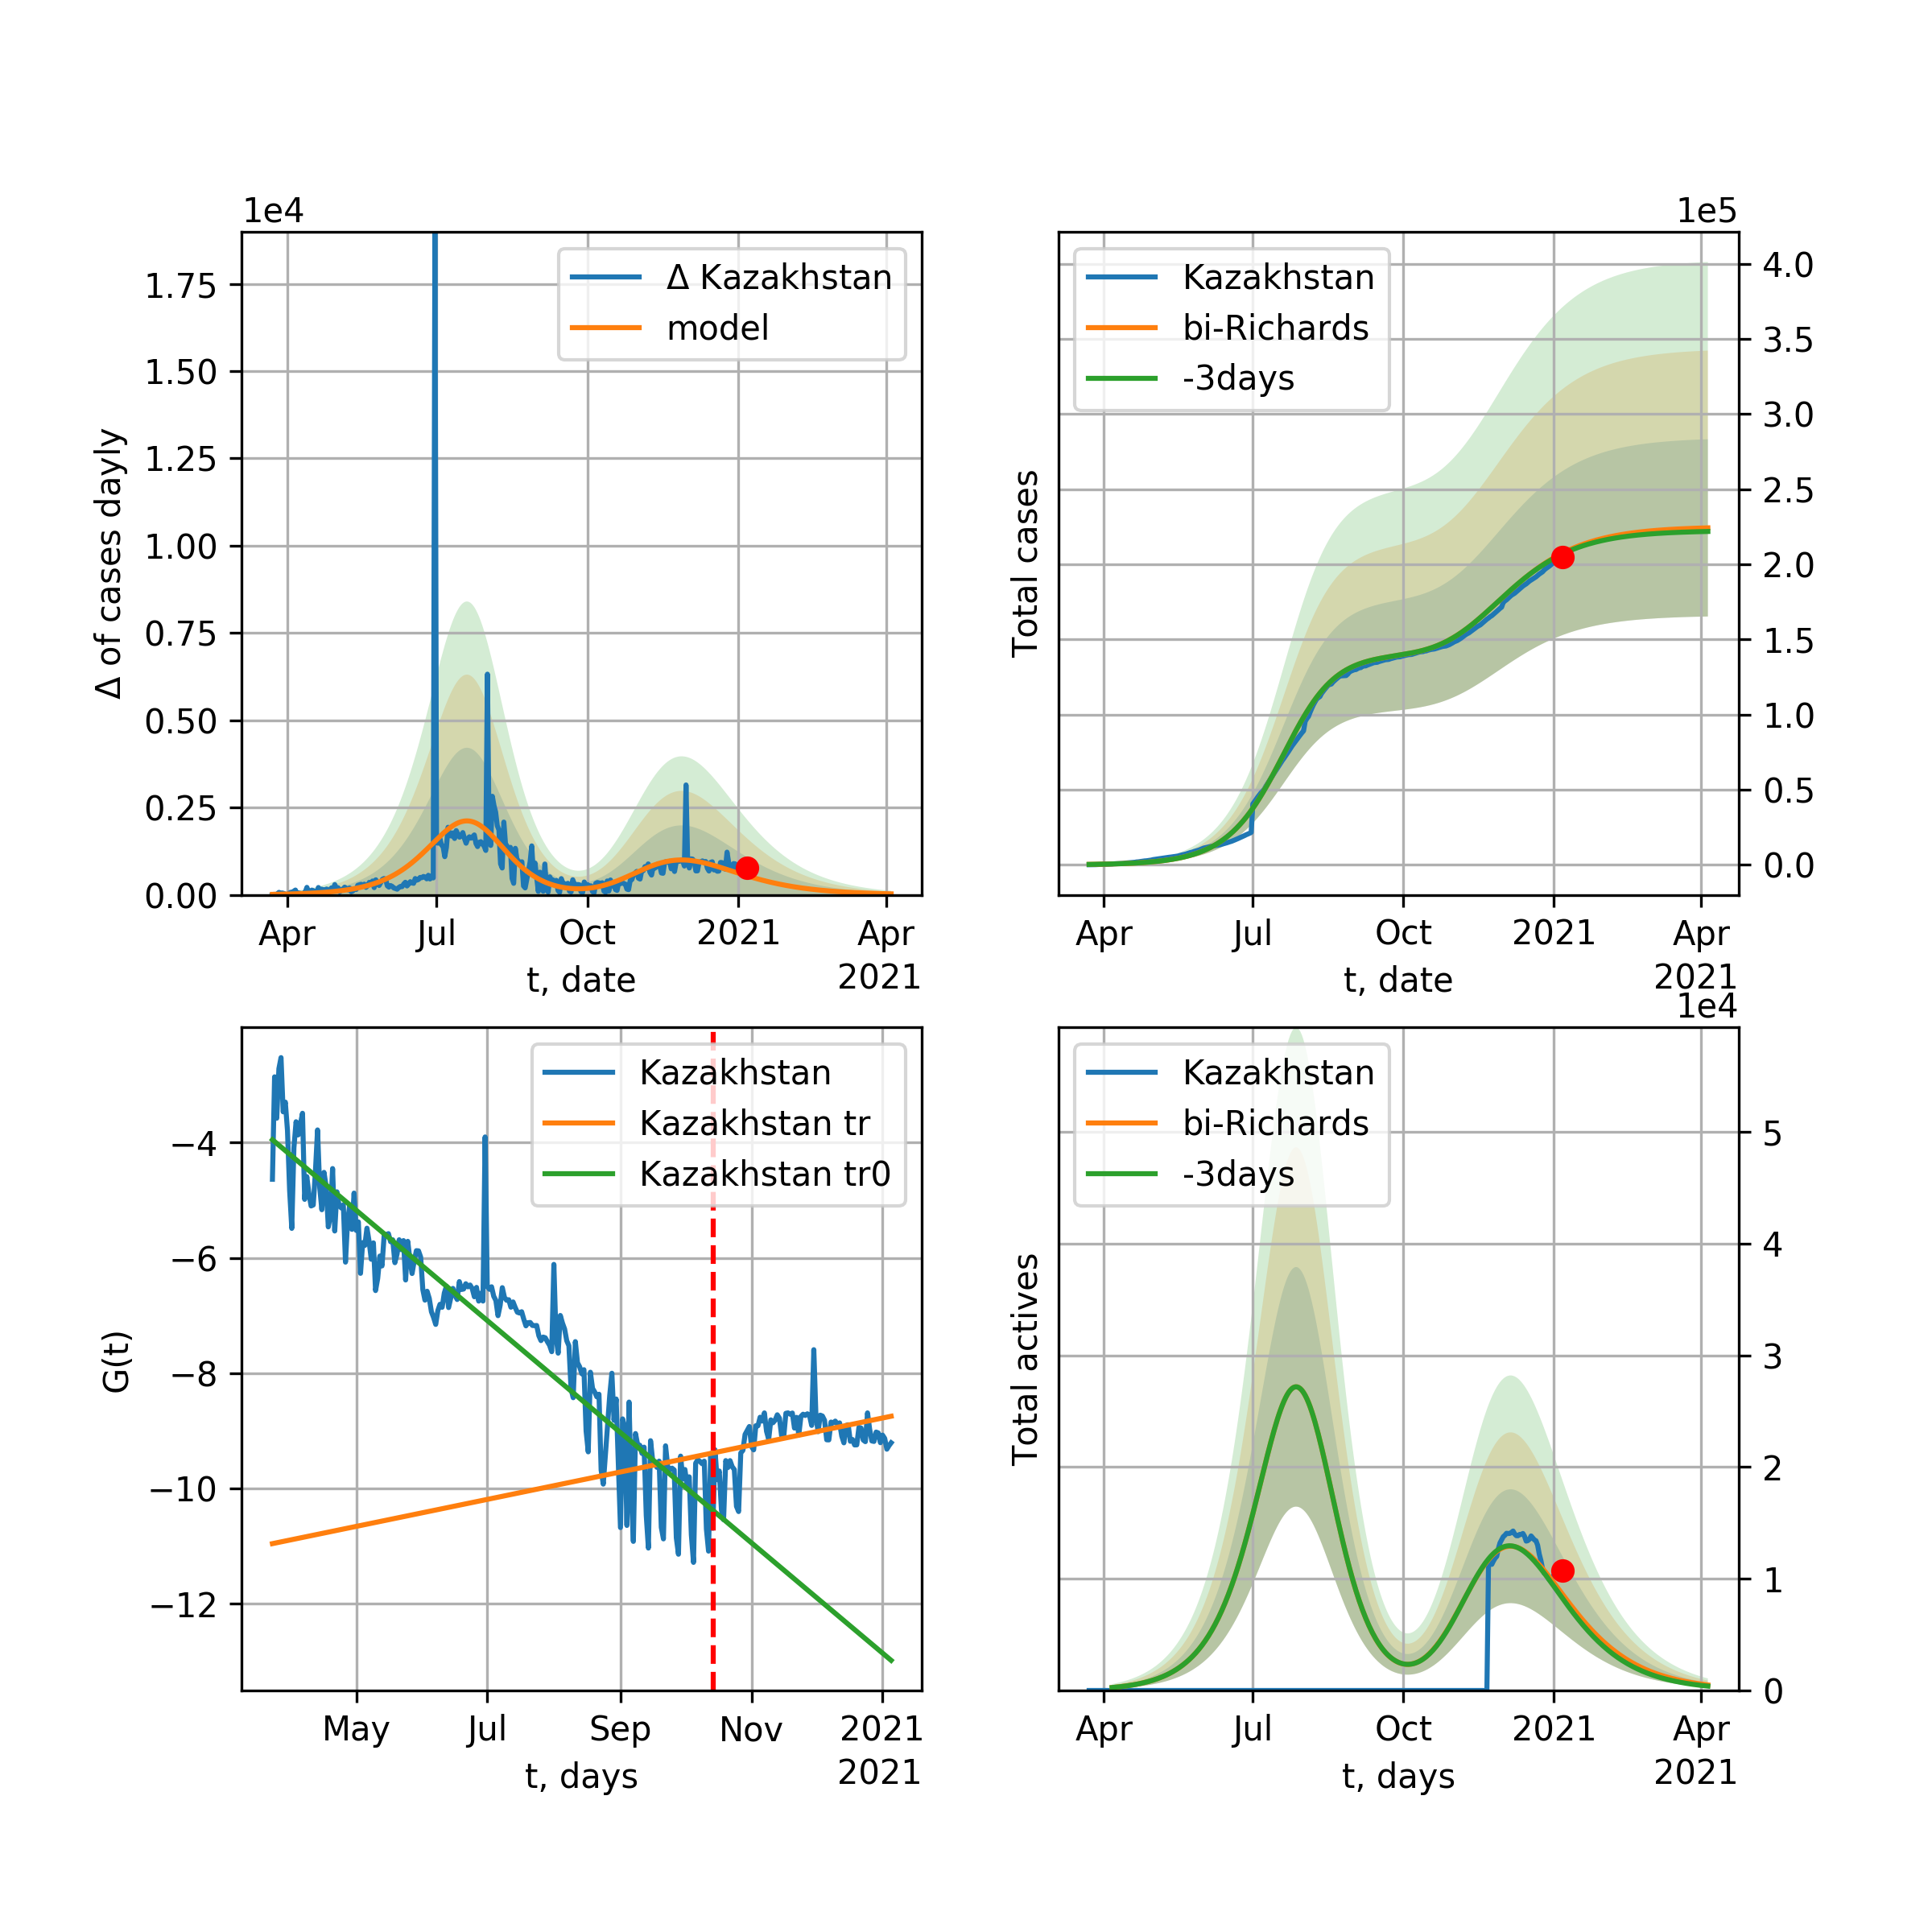 1e4
Δ of cases dayly
1.75
1.50
1.25
1.00
0.75
0.50
0.25
0.00
Δ Kazakhstan
model
Apr Jul Oct 2021 Apr
t, date
2021
1e5
Total cases
Kazakhstan
bi-Richards
-3days
4.0
3.5
3.0
2.5
2.0
1.5
1.0
0.5
0.0
Apr Jul Oct 2021 Apr
t, date
2021
G(t)
−4
−6
−8
−10
−12
Kazakhstan
Kazakhstan tr
Kazakhstan tr0
May Jul Sep Nov 2021
t, days
2021
1e4
Total actives
Kazakhstan
bi-Richards
-3days
5
4
3
2
1
0
Apr Jul Oct 2021 Apr
t, days
2021